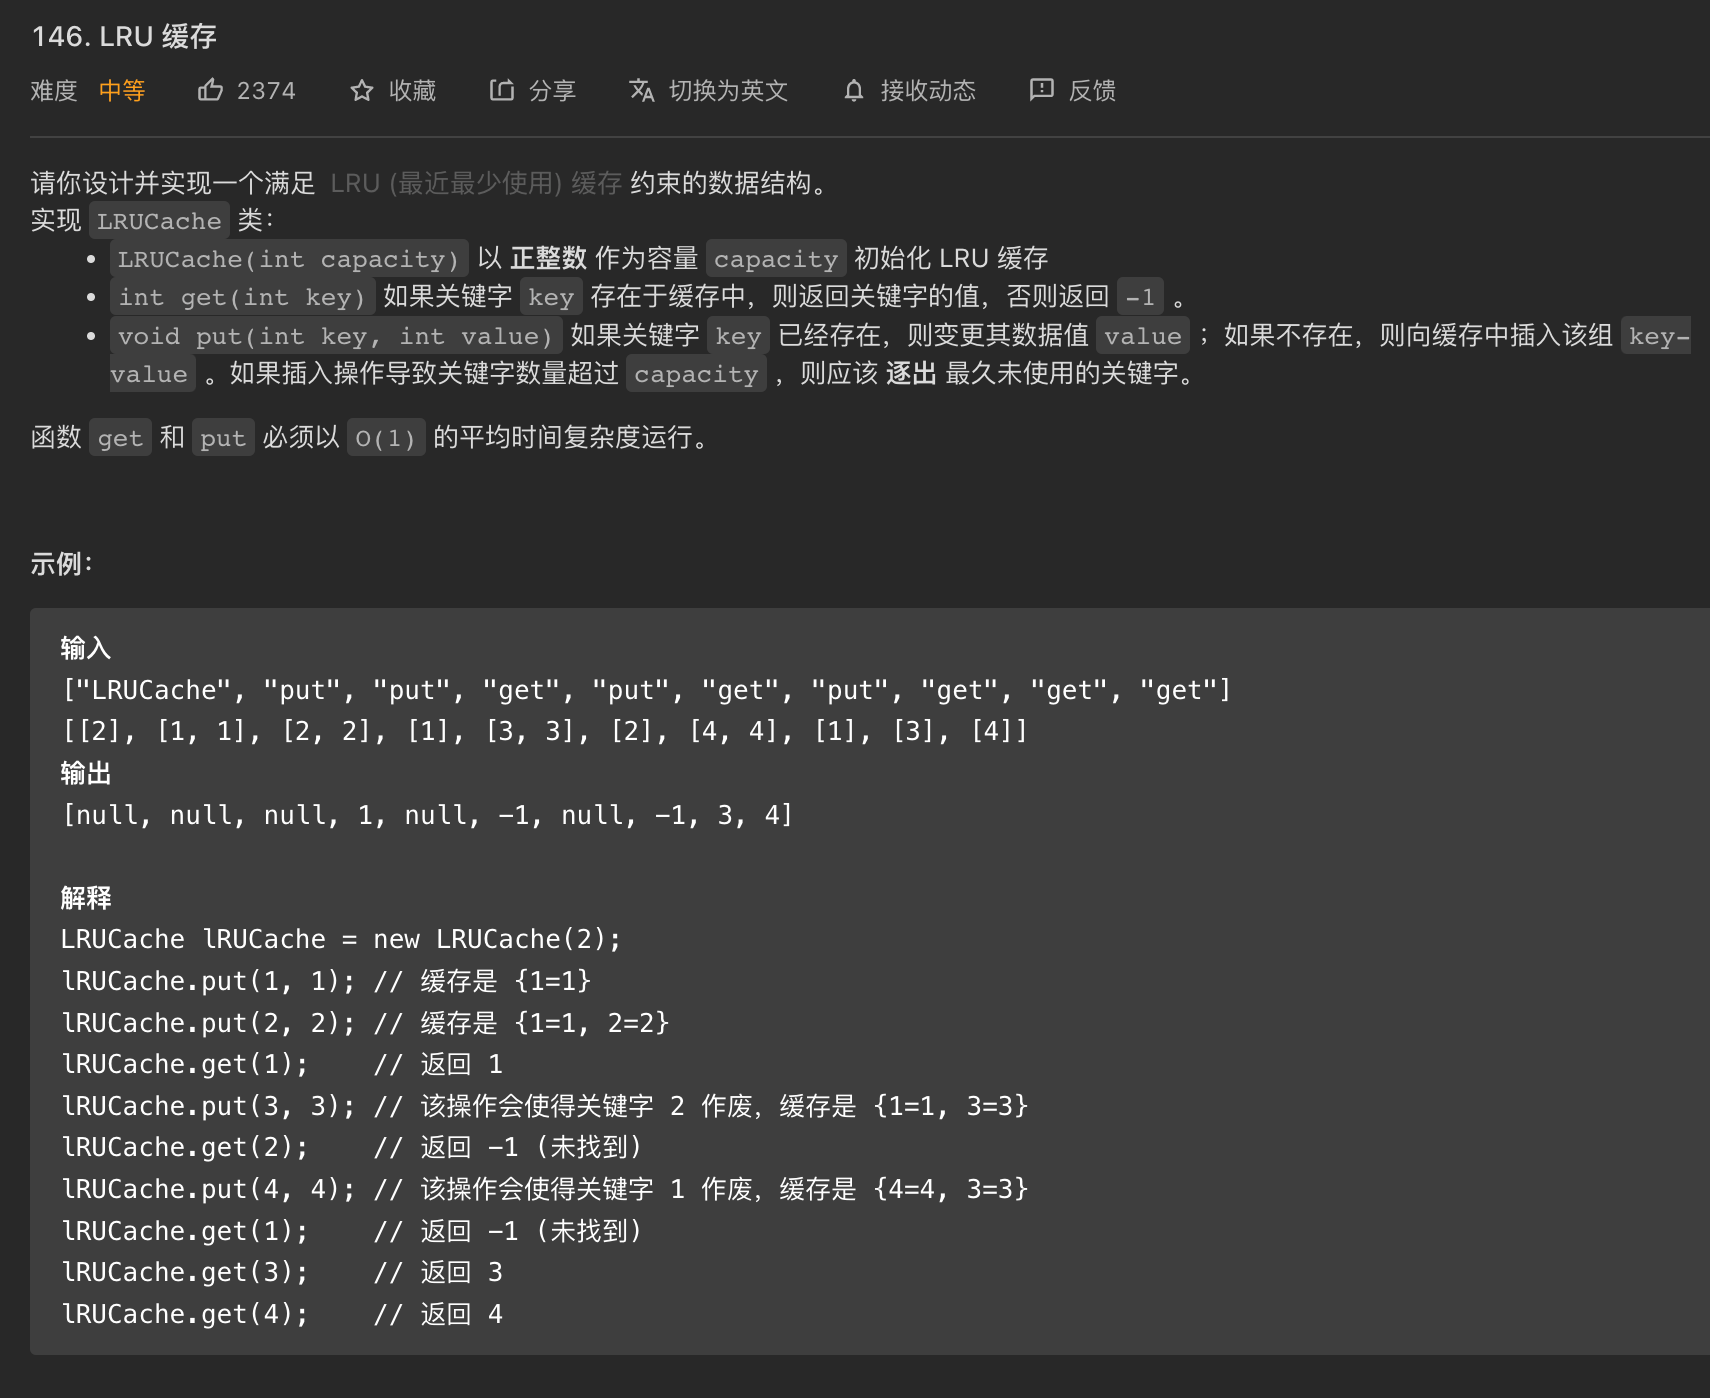 146. LRU 缓存
难度 中等 2374 收藏 分享 切换为英文 接收动态 反馈
请你设计并实现一个满足 LRU (最近最少使用) 缓存 约束的数据结构。
实现 LRUCache 类：
• LRUCache(int capacity) 以 正整数 作为容量 capacity 初始化 LRU 缓存
• int get(int key) 如果关键字 key 存在于缓存中，则返回关键字的值，否则返回 -1 。
• void put(int key, int value) 如果关键字 key 已经存在，则变更其数据值 value ；如果不存在，则向缓存中插入该组 key-
value 。如果插入操作导致关键字数量超过 capacity ，则应该 逐出 最久未使用的关键字。
函数 get 和 put 必须以 O(1) 的平均时间复杂度运行。
示例：
输入
["LRUCache", "put", "put", "get", "put", "get", "put", "get", "get", "get"]
[[2], [1, 1], [2, 2], [1], [3, 3], [2], [4, 4], [1], [3], [4]]
输出
[null, null, null, 1, null, -1, null, -1, 3, 4]
解释
LRUCache lRUCache = new LRUCache(2);
lRUCache.put(1, 1); // 缓存是 {1=1}
lRUCache.put(2, 2); // 缓存是 {1=1, 2=2}
lRUCache.get(1);    // 返回 1
lRUCache.put(3, 3); // 该操作会使得关键字 2 作废，缓存是 {1=1, 3=3}
lRUCache.get(2);    // 返回 -1 (未找到)
lRUCache.put(4, 4); // 该操作会使得关键字 1 作废，缓存是 {4=4, 3=3}
lRUCache.get(1);    // 返回 -1 (未找到)
lRUCache.get(3);    // 返回 3
lRUCache.get(4);    // 返回 4